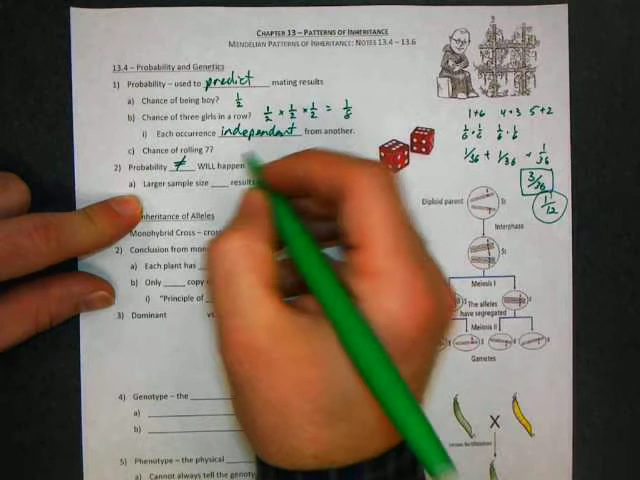 CHAPTER 13 – PATTERNS OF INHERITANCE
MENDELIAN PATTERNS OF INHERITANCE: NOTES 13.4 – 13.6
13.4 – Probability and Genetics
1) Probability – used to predict mating results
a) Chance of being boy? 1/2
b) Chance of three girls in a row? 1/2 × 1/2 × 1/2 = 1/8
i) Each occurrence independent from another.
c) Chance of rolling 7?
1+6 4+3 5+2
1/6 · 1/6 1/6 · 1/6
1/36 + 1/36 + 1/36
3/36
1/12
2) Probability ≠ WILL happen
a) Larger sample size ____ results
Inheritance of Alleles
Monohybrid Cross – cros
2) Conclusion from mon
a) Each plant has
b) Only ____ copy
i) "Principle of
3) Dominant vs
4) Genotype – the
a)
b)
5) Phenotype – the physical
a) Cannot always tell the genoty
Diploid parent
Interphase
Meiosis I
The alleles
have segregated
Meiosis II
Gametes
X